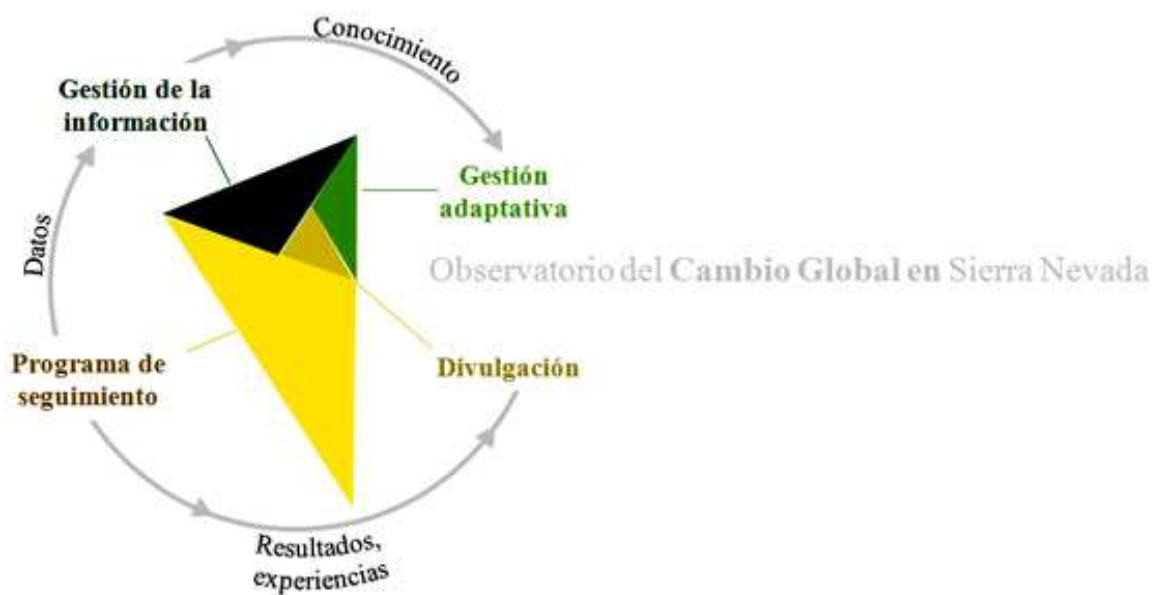 Conocimiento
Gestión de la
información
Gestión
adaptativa
Datos
Observatorio del Cambio Global en Sierra Nevada
Programa de
seguimiento
Divulgación
Resultados,
experiencias